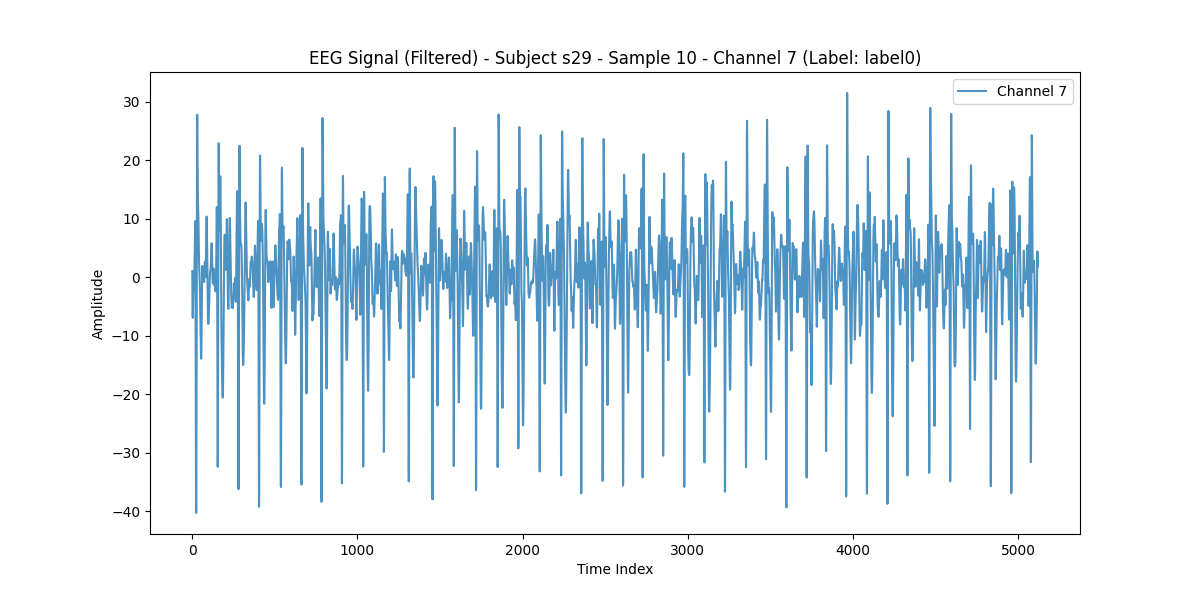 EEG Signal (Filtered) - Subject s29 - Sample 10 - Channel 7 (Label: label0)
Channel 7
30
20
10
0
−10
−20
−30
−40
Amplitude
0 1000 2000 3000 4000 5000
Time Index